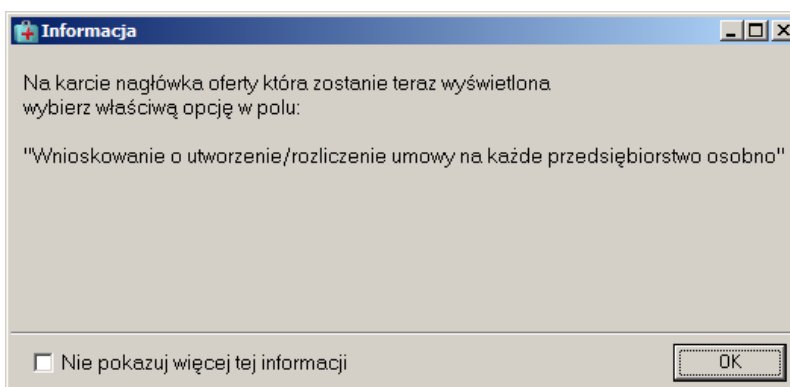 Informacja
Na karcie nagłówka oferty która zostanie teraz wyświetlona
wybierz właściwą opcję w polu:
"Wnioskowanie o utworzenie/rozliczenie umowy na każde przedsiębiorstwo osobno"
Nie pokazuj więcej tej informacji
OK